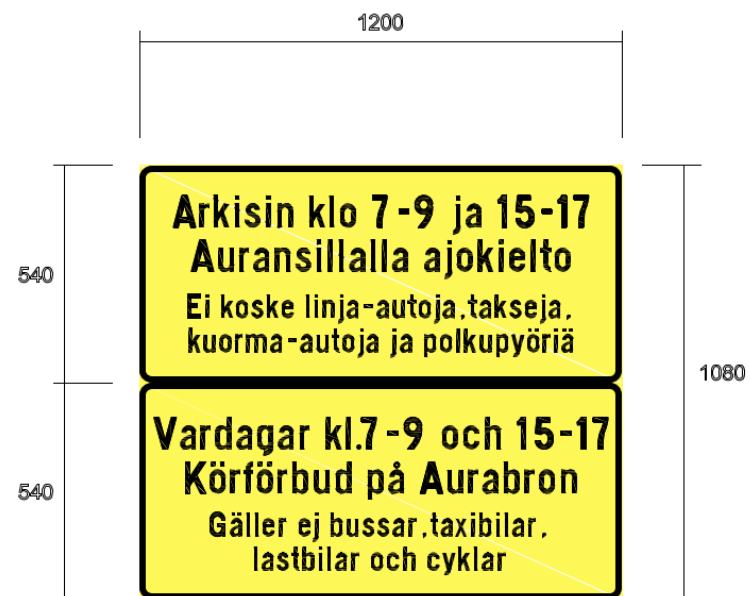 1200
540
Arkisin klo 7-9 ja 15-17
Auransillalla ajokielto
Ei koske linja-autoja,takseja,
kuorma-autoja ja polkupyöriä
1080
540
Vardagar kl.7-9 och 15-17
Körförbud på Aurabron
Gäller ej bussar,taxibilar,
lastbilar och cyklar